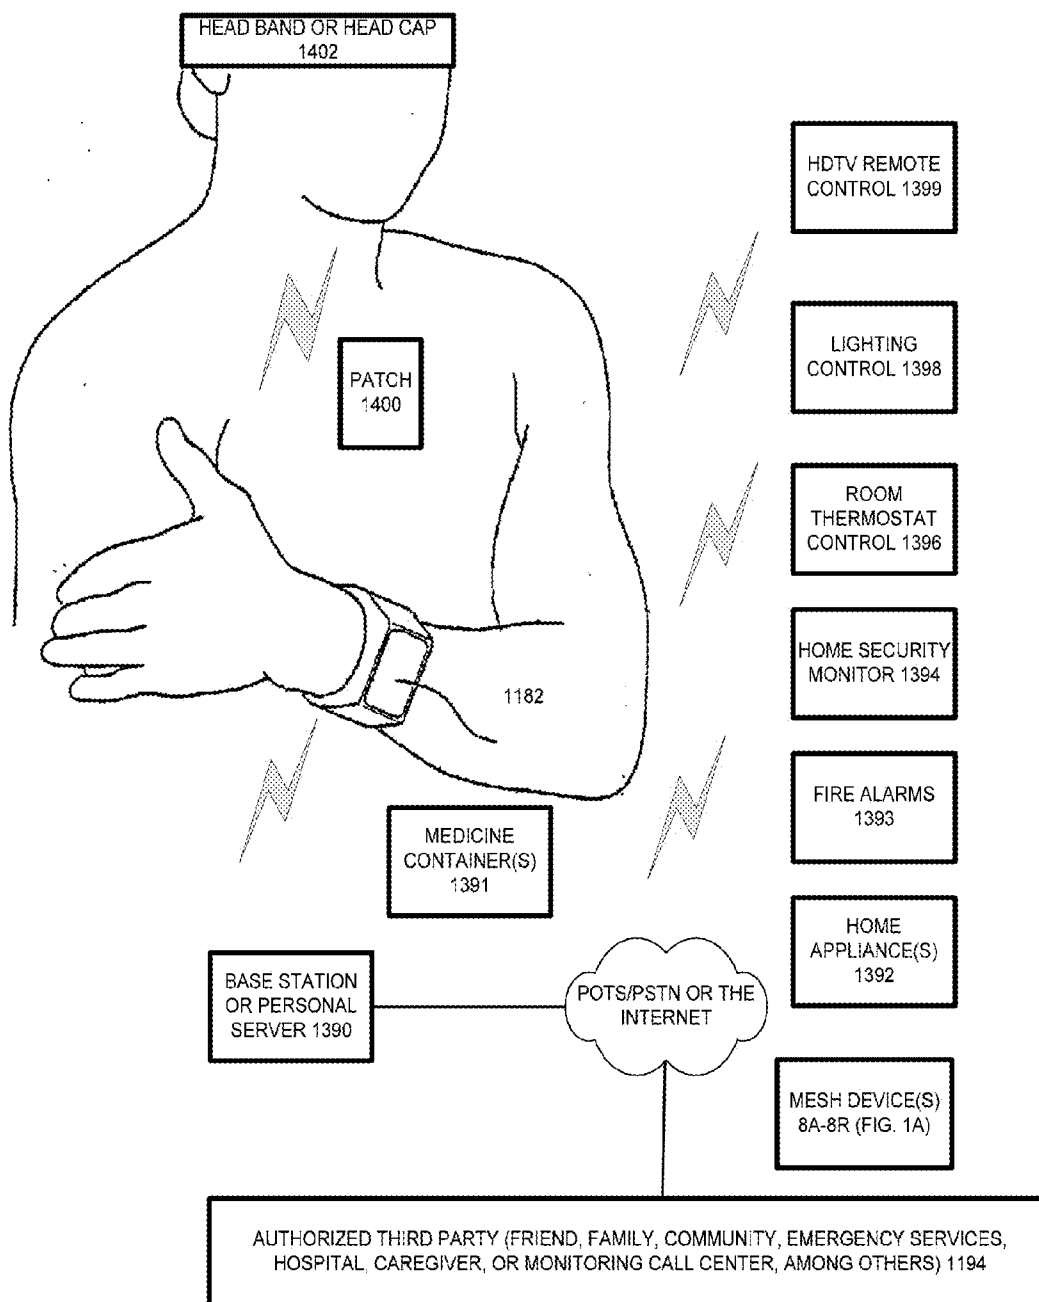 HEAD BAND OR HEAD CAP
1402
HDTV REMOTE
CONTROL 1399
LIGHTING
CONTROL 1398
PATCH
1400
ROOM
THERMOSTAT
CONTROL 1396
HOME SECURITY
MONITOR 1394
1182
FIRE ALARMS
1393
MEDICINE
CONTAINER(S)
1391
HOME
APPLIANCE(S)
1392
BASE STATION
OR PERSONAL
SERVER 1390
POTS/PSTN OR THE
INTERNET
MESH DEVICE(S)
8A-8R (FIG. 1A)
AUTHORIZED THIRD PARTY (FRIEND, FAMILY, COMMUNITY, EMERGENCY SERVICES,
HOSPITAL, CAREGIVER, OR MONITORING CALL CENTER, AMONG OTHERS) 1194